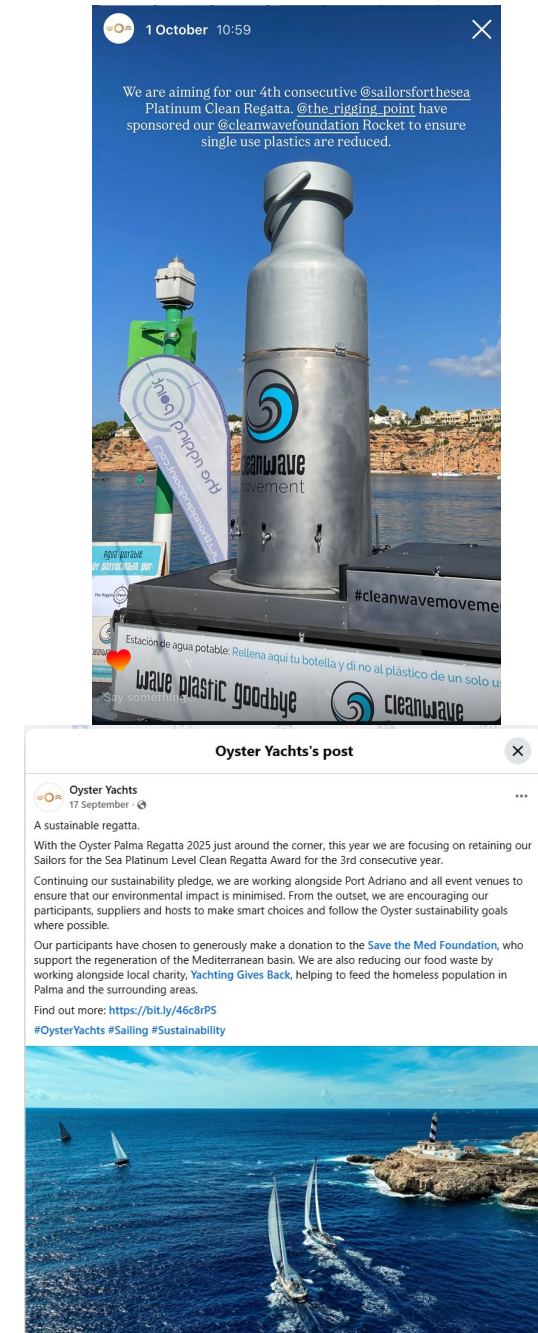 1 October 10:59
We are aiming for our 4th consecutive @sailorsforthesea
Platinum Clean Regatta. @the_rigging_point have
sponsored our @cleanwavefoundation Rocket to ensure
single use plastics are reduced.
the rigging point
cleanwave
movement
Agua potable
patrocinada por
The Rigging Point
#cleanwavemoveme
Estación de agua potable: Rellena aquí tu botella y di no al plástico de un solo us
wave plastic goodbye
cleanwave
Say something...
Oyster Yachts's post
Oyster Yachts
17 September
A sustainable regatta.
With the Oyster Palma Regatta 2025 just around the corner, this year we are focusing on retaining our
Sailors for the Sea Platinum Level Clean Regatta Award for the 3rd consecutive year.
Continuing our sustainability pledge, we are working alongside Port Adriano and all event venues to
ensure that our environmental impact is minimised. From the outset, we are encouraging our
participants, suppliers and hosts to make smart choices and follow the Oyster sustainability goals
where possible.
Our participants have chosen to generously make a donation to the Save the Med Foundation, who
support the regeneration of the Mediterranean basin. We are also reducing our food waste by
working alongside local charity, Yachting Gives Back, helping to feed the homeless population in
Palma and the surrounding areas.
Find out more: https://bit.ly/46c8rPS
#OysterYachts #Sailing #Sustainability